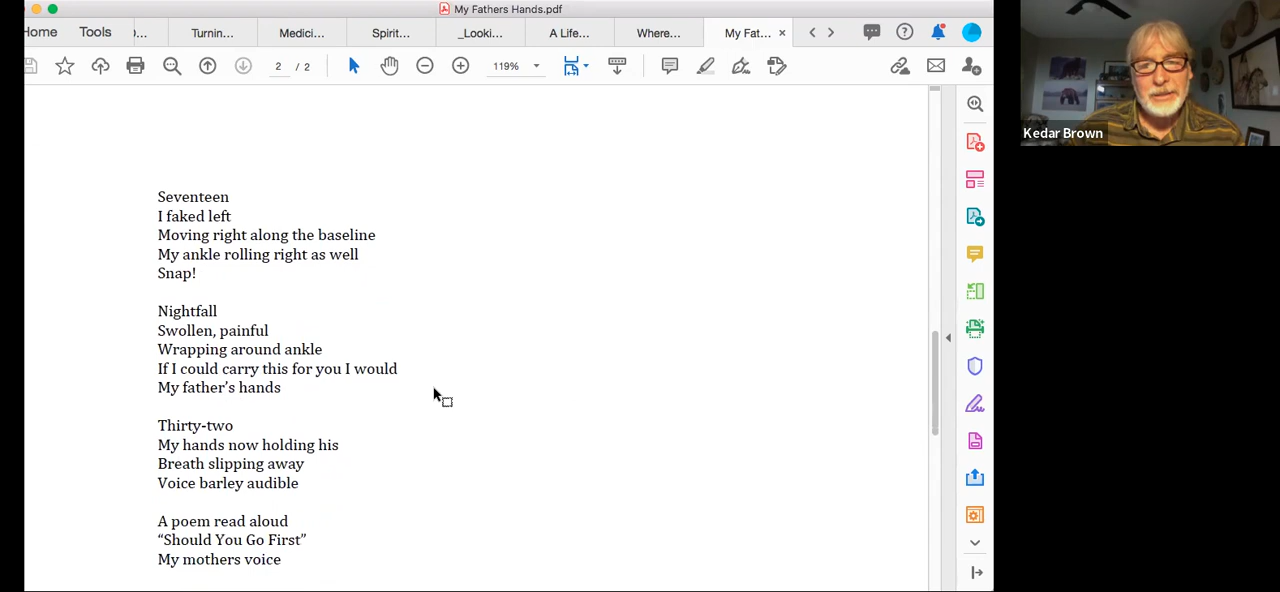 My Fathers Hands.pdf
Home
Tools
...
Turnin...
Medici...
Spirit...
_Looki...
A Life...
Where...
My Fat...
2 / 2
119%
Kedar Brown
Seventeen
I faked left
Moving right along the baseline
My ankle rolling right as well
Snap!
Nightfall
Swollen, painful
Wrapping around ankle
If I could carry this for you I would
My father’s hands
Thirty-two
My hands now holding his
Breath slipping away
Voice barley audible
A poem read aloud
“Should You Go First”
My mothers voice